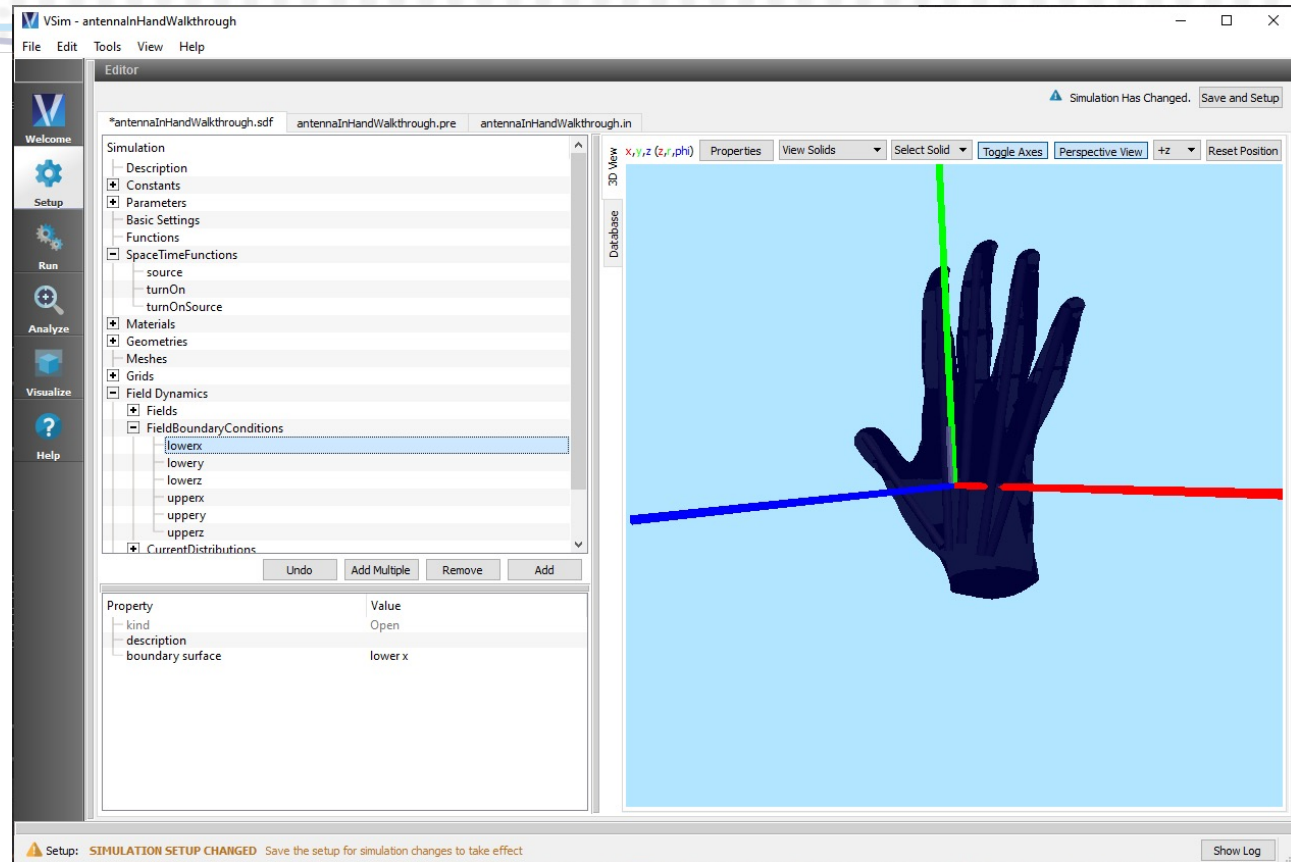 VSim - antennaInHandWalkthrough
File Edit Tools View Help
Editor
Simulation Has Changed. Save and Setup
*antennaInHandWalkthrough.sdf antennaInHandWalkthrough.pre antennaInHandWalkthrough.in
Welcome
Setup
Run
Analyze
Visualize
Help
Simulation
Description
Constants
Parameters
Basic Settings
Functions
SpaceTimeFunctions
source
turnOn
turnOnSource
Materials
Geometries
Meshes
Grids
Field Dynamics
Fields
FieldBoundaryConditions
lowerx
lowery
lowerz
upperx
uppery
upperz
CurrentDistributions
Undo Add Multiple Remove Add
Property Value
kind Open
description
boundary surface lower x
3D View
Database
x,y,z (z,r,phi) Properties View Solids Select Solid Toggle Axes Perspective View +z Reset Position
Setup: SIMULATION SETUP CHANGED Save the setup for simulation changes to take effect
Show Log